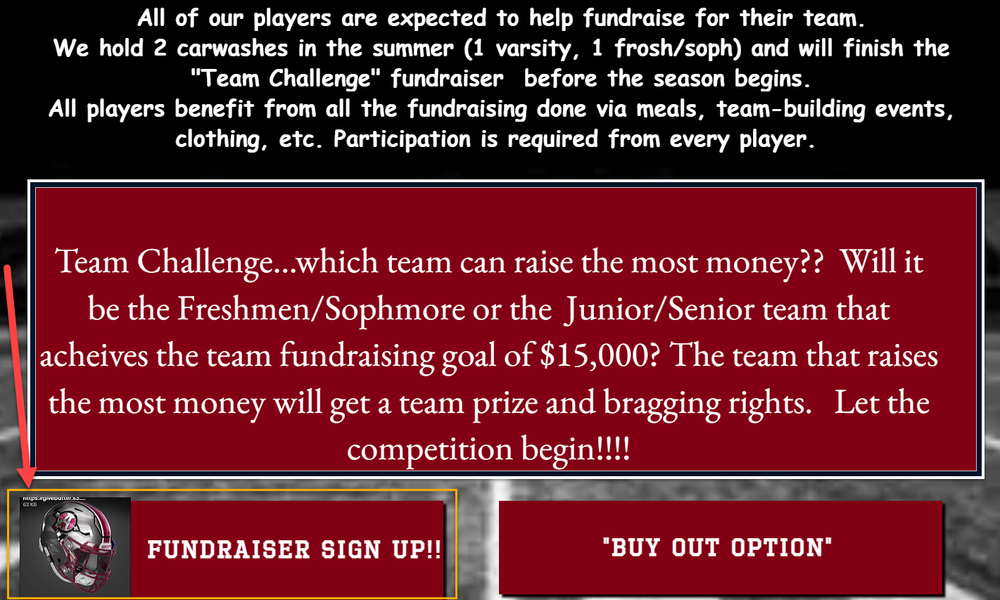 All of our players are expected to help fundraise for their team.
We hold 2 carwashes in the summer (1 varsity, 1 frosh/soph) and will finish the
"Team Challenge" fundraiser  before the season begins.
All players benefit from all the fundraising done via meals, team-building events,
clothing, etc. Participation is required from every player.
Team Challenge...which team can raise the most money??  Will it
be the Freshmen/Sophmore or the  Junior/Senior team that
acheives the team fundraising goal of $15,000? The team that raises
the most money will get a team prize and bragging rights.   Let the
competition begin!!!!
https://givebutter.s3....
63 KB
FUNDRAISER SIGN UP!!
"BUY OUT OPTION"